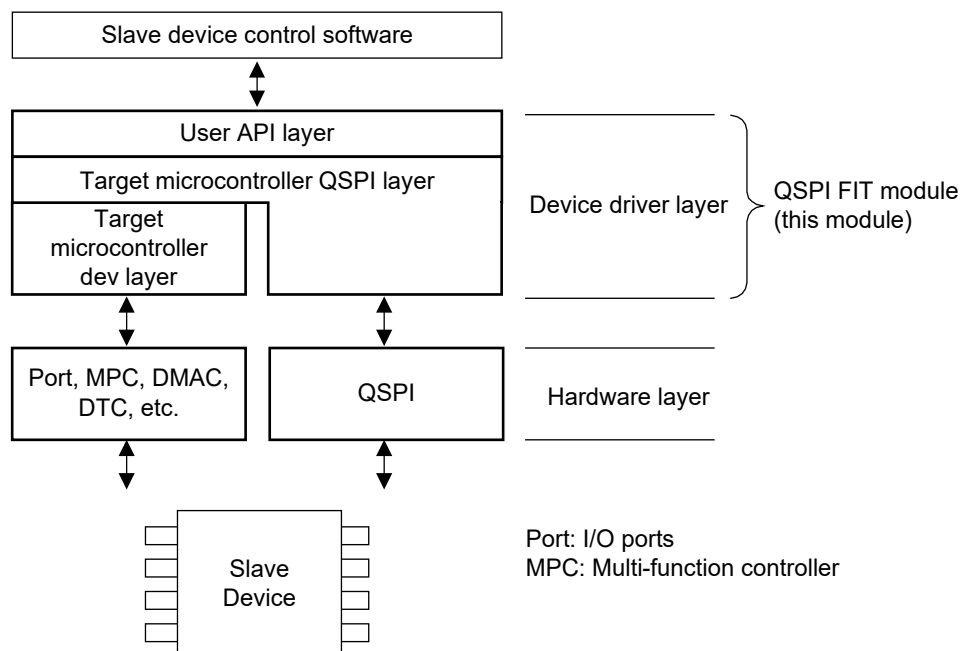 Slave device control software
User API layer
Target microcontroller QSPI layer
Target
microcontroller
dev layer
Device driver layer
QSPI FIT module
(this module)
Port, MPC, DMAC,
DTC, etc.
QSPI
Hardware layer
Slave
Device
Port: I/O ports
MPC: Multi-function controller